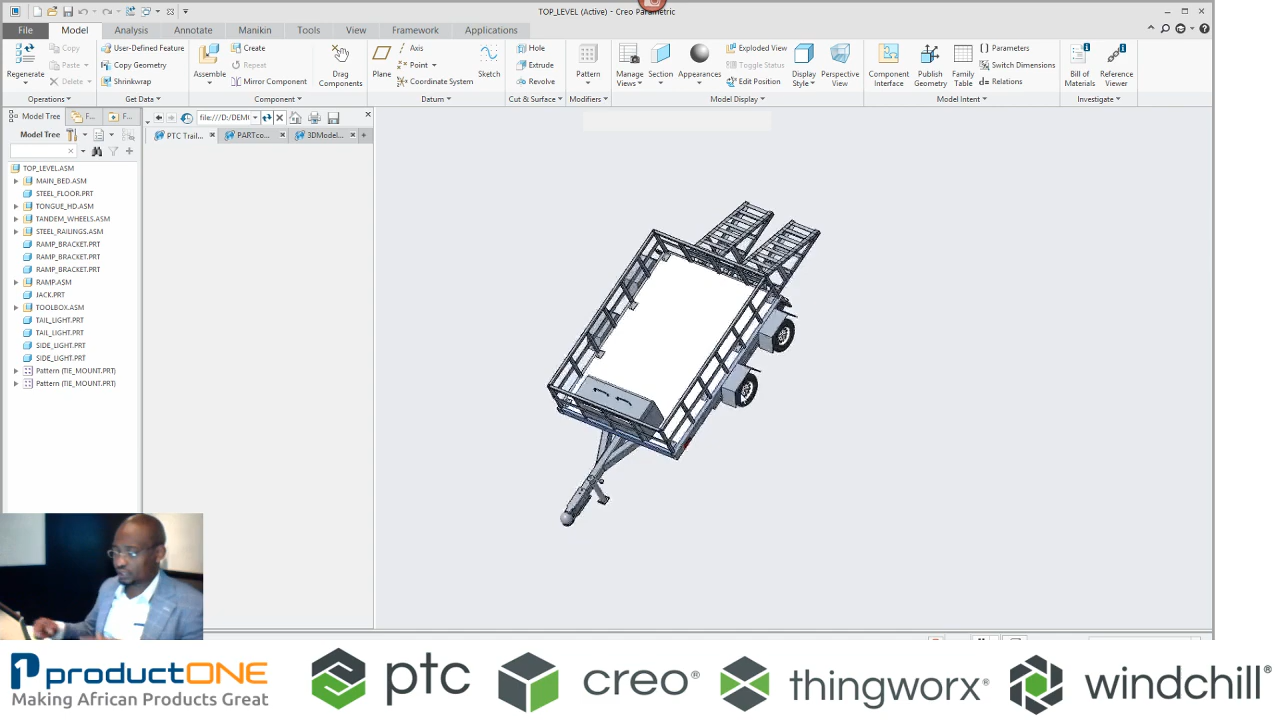 TOP_LEVEL (Active) - Creo Parametric
File Model Analysis Annotate Manikin Tools View Framework Applications
Regenerate
Copy
Paste
Delete
Operations
User-Defined Feature
Copy Geometry
Shrinkwrap
Get Data
Assemble
Create
Repeat
Mirror Component
Component
Drag Components
Plane
Axis
Point
Coordinate System
Sketch
Datum
Hole
Extrude
Revolve
Cut & Surface
Pattern
Modifiers
Manage Views
Section
Appearances
Exploded View
Toggle Status
Edit Position
Display Style
Perspective View
Model Display
Component Interface
Publish Geometry
Family Table
Parameters
Switch Dimensions
d= Relations
Model Intent
Bill of Materials
Reference Viewer
Investigate
Model Tree
F...
F...
file:///D:/DEM(
Model Tree
PTC Trail...
PARTco...
3DModel...
TOP_LEVEL.ASM
MAIN_BED.ASM
STEEL_FLOOR.PRT
TONGUE_HD.ASM
TANDEM_WHEELS.ASM
STEEL_RAILINGS.ASM
RAMP_BRACKET.PRT
RAMP_BRACKET.PRT
RAMP_BRACKET.PRT
RAMP.ASM
JACK.PRT
TOOLBOX.ASM
TAIL_LIGHT.PRT
TAIL_LIGHT.PRT
SIDE_LIGHT.PRT
SIDE_LIGHT.PRT
Pattern (TIE_MOUNT.PRT)
Pattern (TIE_MOUNT.PRT)
productONE
Making African Products Great
ptc
creo®
thingworx®
windchill®